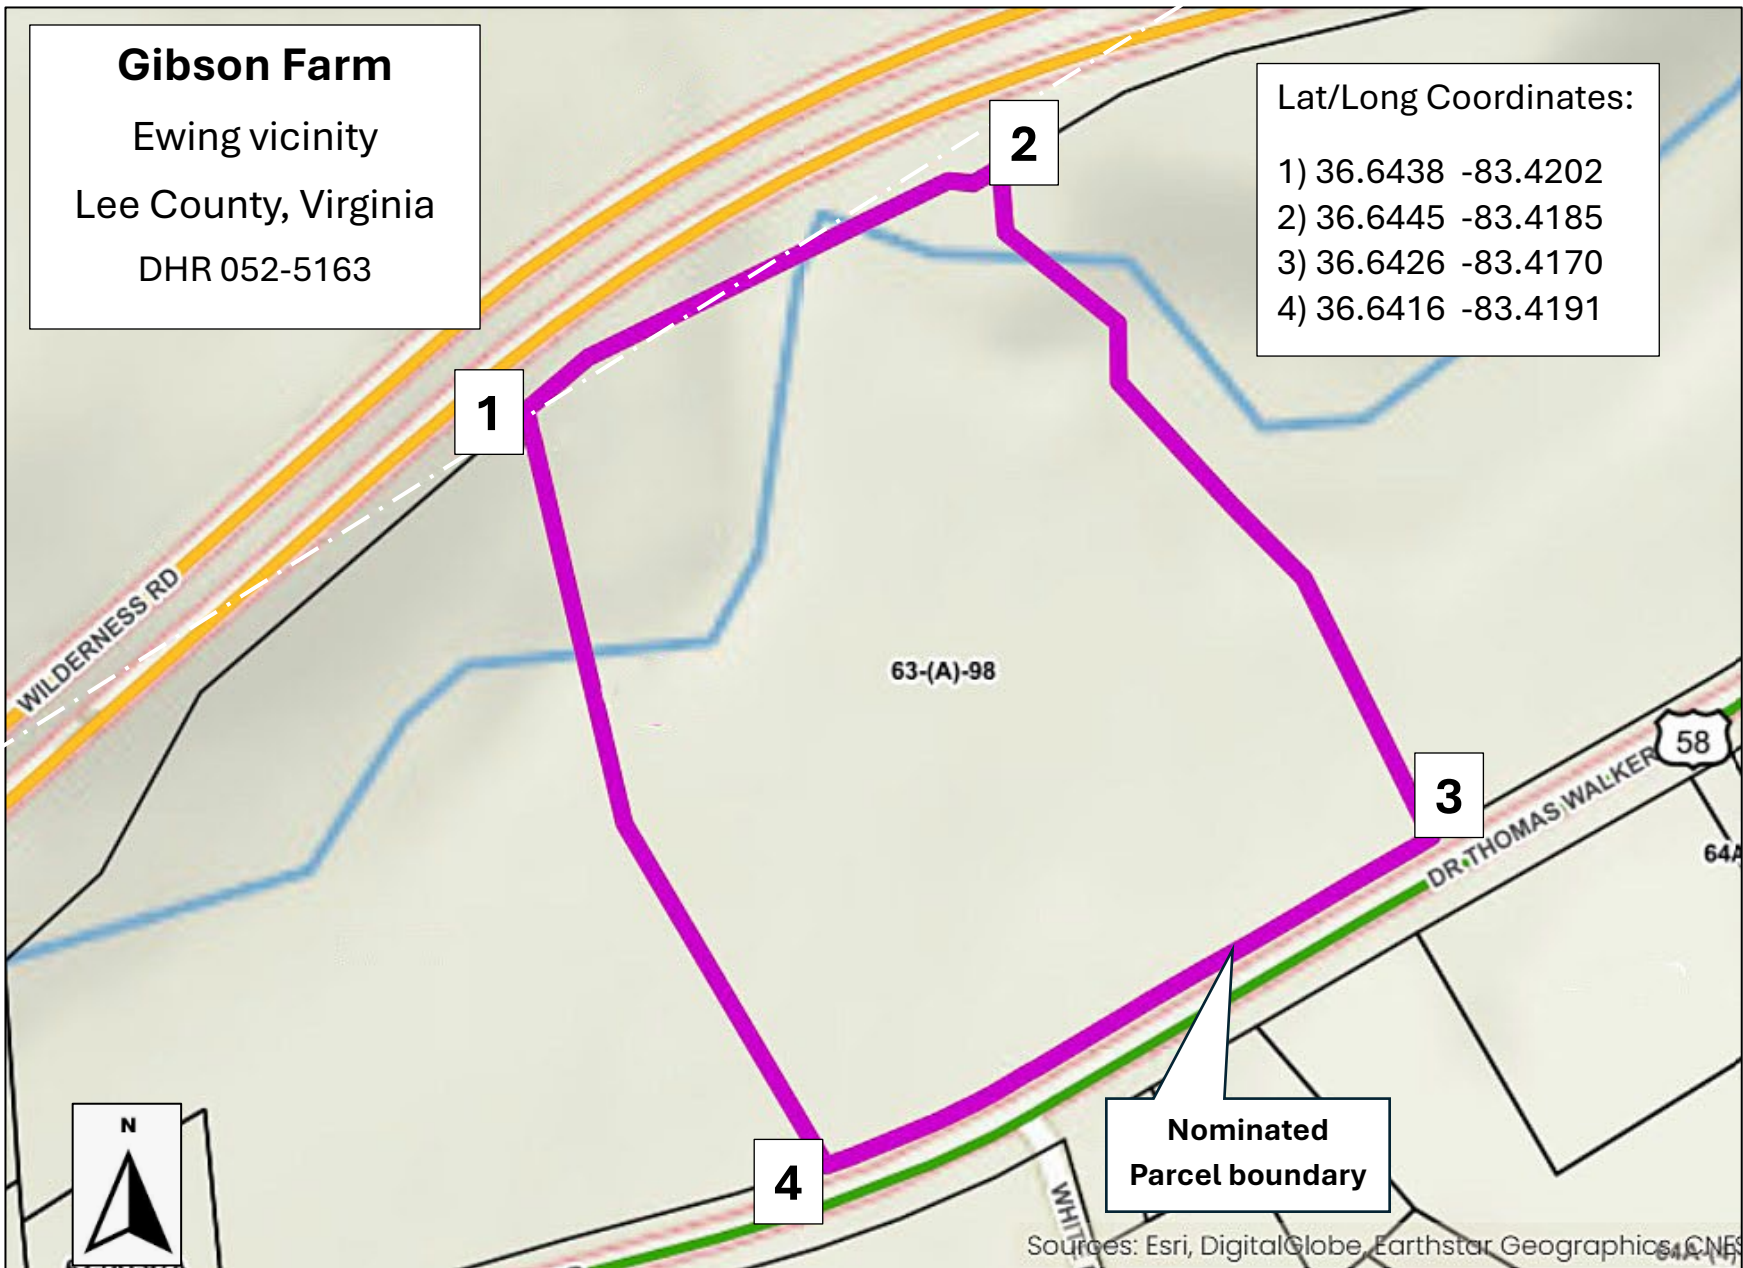 Gibson Farm
Ewing vicinity
Lee County, Virginia
DHR 052-5163
Lat/Long Coordinates:
1) 36.6438 -83.4202
2) 36.6445 -83.4185
3) 36.6426 -83.4170
4) 36.6416 -83.4191
2
1
WILDERNESS RD
63-(A)-98
58
3
DR THOMAS WALKER
64A
N
Nominated
Parcel boundary
4
WHIT
Sources: Esri, DigitalGlobe, Earthstar Geographics, CNES